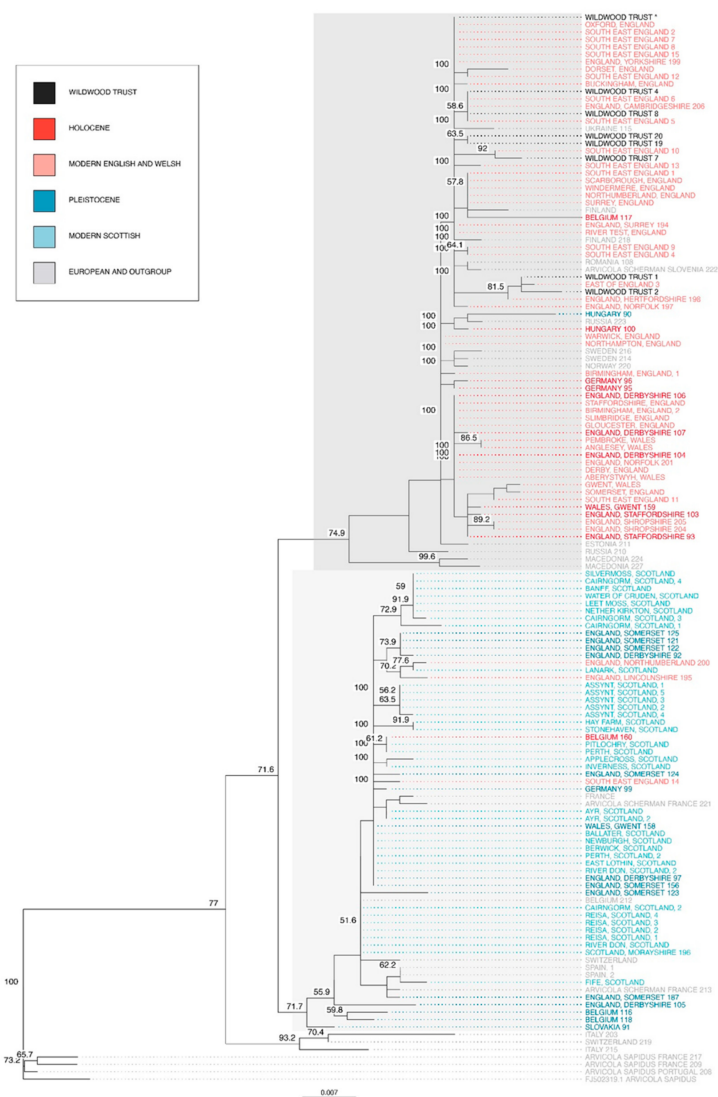 WILDWOOD TRUST
HOLOCENE
MODERN ENGLISH AND WELSH
PLEISTOCENE
MODERN SCOTTISH
EUROPEAN AND OUTGROUP
WILDWOOD TRUST *
OXFORD, ENGLAND
SOUTH EAST ENGLAND 2
SOUTH EAST ENGLAND 7
SOUTH EAST ENGLAND 8
SOUTH EAST ENGLAND 15
ENGLAND, YORKSHIRE 199
DORSET, ENGLAND
SOUTH EAST ENGLAND 12
BUCKINGHAM, ENGLAND
WILDWOOD TRUST 4
SOUTH EAST ENGLAND 6
ENGLAND, CAMBRIDGESHIRE 200
WILDWOOD TRUST 8
SOUTH EAST ENGLAND 5
UKRAINE 115
WILDWOOD TRUST 20
WILDWOOD TRUST 19
SOUTH EAST ENGLAND 10
WILDWOOD TRUST 7
SOUTH EAST ENGLAND 13
SOUTH EAST ENGLAND 1
SCARBOROUGH, ENGLAND
WINDERMERE, ENGLAND
NORTHUMBERLAND, ENGLAND
SURREY, ENGLAND
FINLAND
BELGIUM 117
ENGLAND, SURREY 194
RIVER TEST, ENGLAND
FINLAND 218
SOUTH EAST ENGLAND 9
SOUTH EAST ENGLAND 4
ROMANIA 108
ARVICOLA SCHERMAN SLOVENIA 222
WILDWOOD TRUST 1
EAST OF ENGLAND 3
WILDWOOD TRUST 2
ENGLAND, HERTFORDSHIRE 198
ENGLAND, NORFOLK 197
HUNGARY 90
RUSSIA 223
HUNGARY 100
WARWICK, ENGLAND
NORTHAMPTON, ENGLAND
SWEDEN 216
SWEDEN 214
NORWAY 220
BIRMINGHAM, ENGLAND, 1
GERMANY 96
GERMANY 95
ENGLAND, DERBYSHIRE 106
STAFFORDSHIRE, ENGLAND
BIRMINGHAM, ENGLAND, 2
SLIMBRIDGE, ENGLAND
GLOUCESTER, ENGLAND
ENGLAND, DERBYSHIRE 107
PEMBROKE, WALES
ANGLESEY, WALES
ENGLAND, DERBYSHIRE 104
ENGLAND, NORFOLK 201
DERBY, ENGLAND
ABERYSTWYH, WALES
GWENT, WALES
SOMERSET, ENGLAND
SOUTH EAST ENGLAND 11
WALES, GWENT 159
ENGLAND, STAFFORDSHIRE 103
ENGLAND, SHROPSHIRE 205
ENGLAND, SHROPSHIRE 204
ENGLAND, STAFFORDSHIRE 93
ESTONIA 211
RUSSIA 210
MACEDONIA 224
MACEDONIA 227
SILVERMOSS, SCOTLAND
CAIRNGORM, SCOTLAND, 4
BANFF, SCOTLAND
WATER OF CRUDEN, SCOTLAND
LEET MOSS, SCOTLAND
NETHER KIRKTON, SCOTLAND
CAIRNGORM, SCOTLAND, 3
CAIRNGORM, SCOTLAND, 1
ENGLAND, SOMERSET 125
ENGLAND, SOMERSET 121
ENGLAND, SOMERSET 122
ENGLAND, DERBYSHIRE 92
ENGLAND, NORTHUMBERLAND 200
LANARK, SCOTLAND
ENGLAND, LINCOLNSHIRE 195
ASSYNT, SCOTLAND, 1
ASSYNT, SCOTLAND, 5
ASSYNT, SCOTLAND, 3
ASSYNT, SCOTLAND, 2
ASSYNT, SCOTLAND, 4
HAY FARM, SCOTLAND
STONEHAVEN, SCOTLAND
BELGIUM 160
PITLOCHRY, SCOTLAND
PERTH, SCOTLAND
APPLECROSS, SCOTLAND
INVERNESS, SCOTLAND
ENGLAND, SOMERSET 124
SOUTH EAST ENGLAND 14
GERMANY 99
FRANCE
ARVICOLA SCHERMAN FRANCE 221
AYR, SCOTLAND
AYR, SCOTLAND, 2
WALES, GWENT 158
BALLATER, SCOTLAND
NEWBURGH, SCOTLAND
BERWICK, SCOTLAND
PERTH, SCOTLAND, 2
EAST LOTHIN, SCOTLAND
RIVER DON, SCOTLAND, 2
ENGLAND, DERBYSHIRE 97
ENGLAND, SOMERSET 156
ENGLAND, SOMERSET 123
BELGIUM 212
CAIRNGORM, SCOTLAND, 2
REISA, SCOTLAND, 4
REISA, SCOTLAND, 3
REISA, SCOTLAND, 2
REISA, SCOTLAND, 1
RIVER DON, SCOTLAND
SCOTLAND, MORAYSHIRE 196
SWITZERLAND
SPAIN, 1
SPAIN, 2
FIFE, SCOTLAND
ARVICOLA SCHERMAN FRANCE 213
ENGLAND, SOMERSET 187
ENGLAND, DERBYSHIRE 105
BELGIUM 116
BELGIUM 118
SLOVAKIA 91
ITALY 203
SWITZERLAND 219
ITALY 215
ARVICOLA SAPIDUS FRANCE 217
ARVICOLA SAPIDUS FRANCE 209
ARVICOLA SAPIDUS PORTUGAL 206
FJ502319.1 ARVICOLA SAPIDUS
100
100
58.6
100
63.5
92
100
57.8
100
100
100
64.1
100
100
81.5
100
100
100
100
86.5
100
100
89.2
74.9
99.6
59
91.9
72.9
73.9
77.6
70.2
100
56.2
63.5
91.9
100
61.2
100
100
71.6
100
77
51.6
62.2
55.9
71.7
59.8
70.4
93.2
100
65.7
73.2
0.007